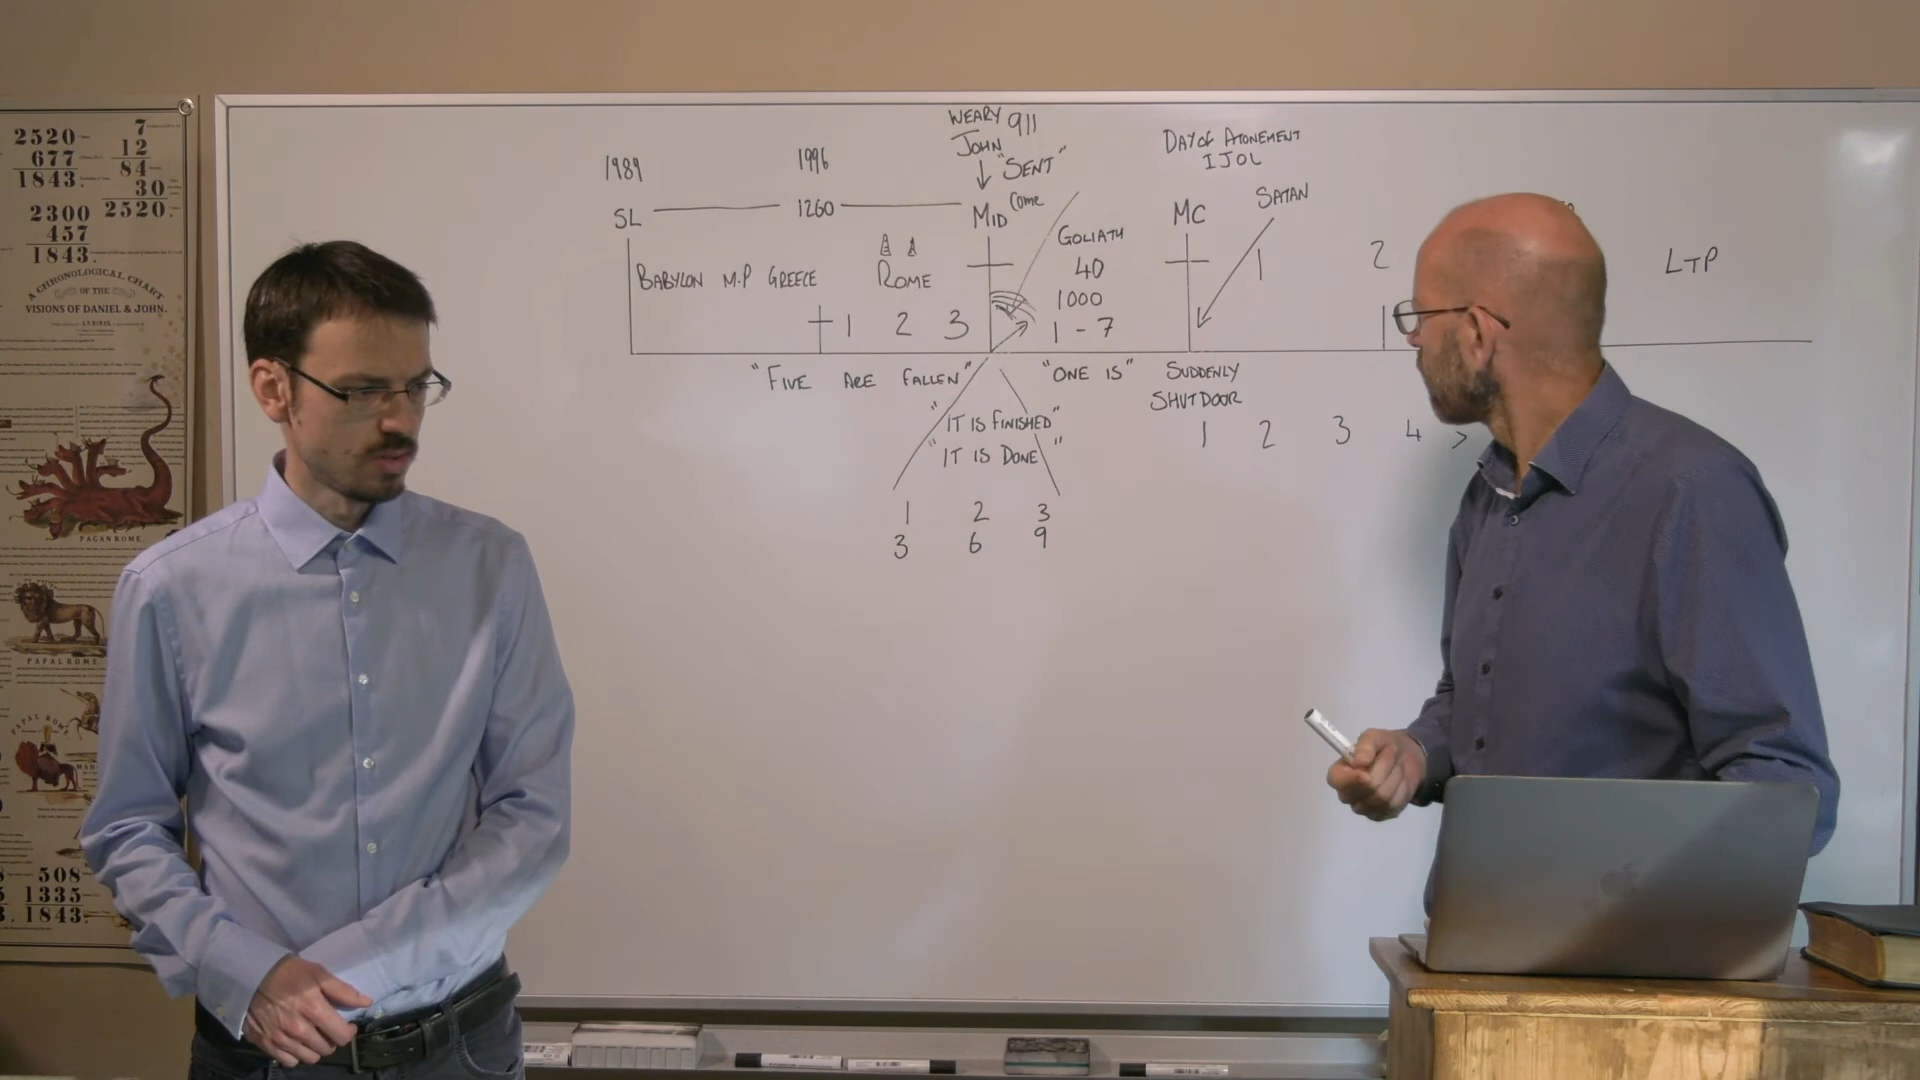 2520
677
1843.
7
12
84
30
2520.
2300
457
1843.
A CHRONOLOGICAL CHART
OF THE
VISIONS OF DANIEL & JOHN.
PAGAN ROME.
PAPAL ROME.
PAPAL ROME
508
1335
1843.
WEARY 911
JOHN
"SENT"
DAY OF ATONEMENT
IJOL
1989
1996
SL
1260
MID
COME
MC
SATAN
GOLIATH
BABYLON M-P GREECE
ROME
40
1
2
LTP
1000
1 2 3
1 - 7
"FIVE ARE FALLEN"
"ONE IS"
SUDDENLY
SHUT DOOR
"IT IS FINISHED"
"IT IS DONE"
1 2 3 4 >
1 2 3
3 6 9